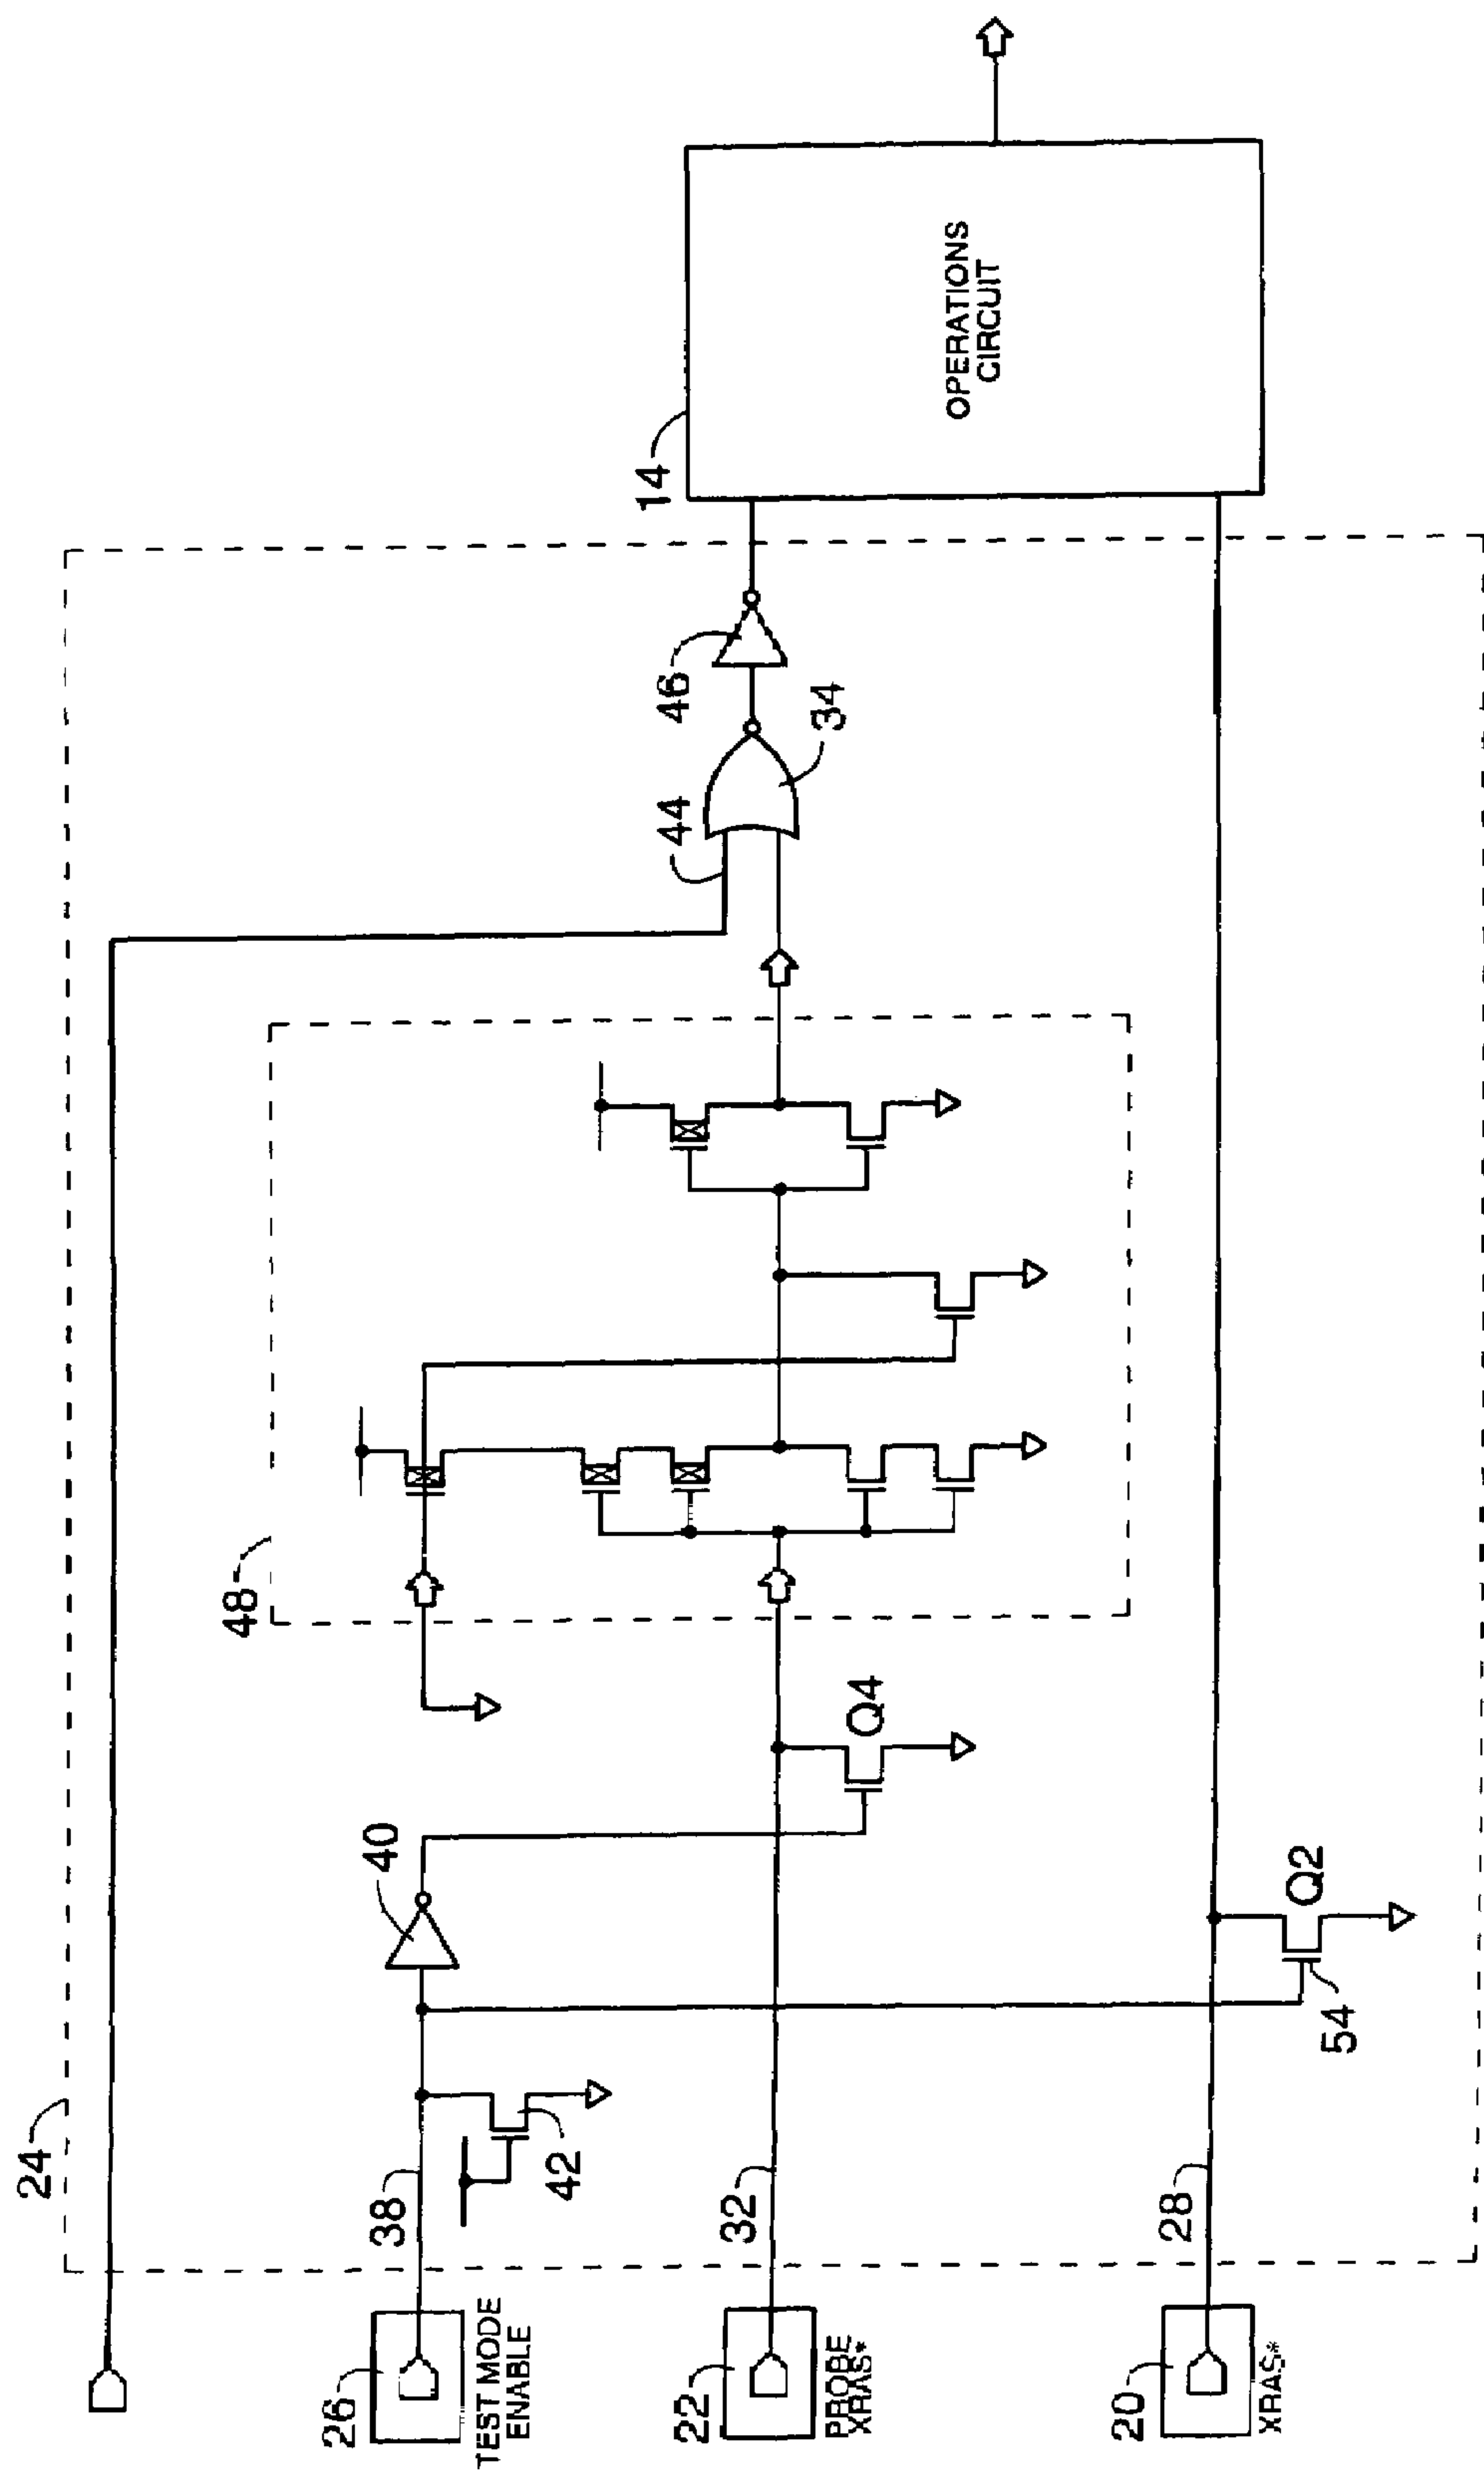 24
26
TEST MODE
ENABLE
38
42
40
48
44
46
34
14
OPERATIONS
CIRCUIT
22
PROBE
XRAS*
32
Q4
20
XRAS*
28
54
Q2